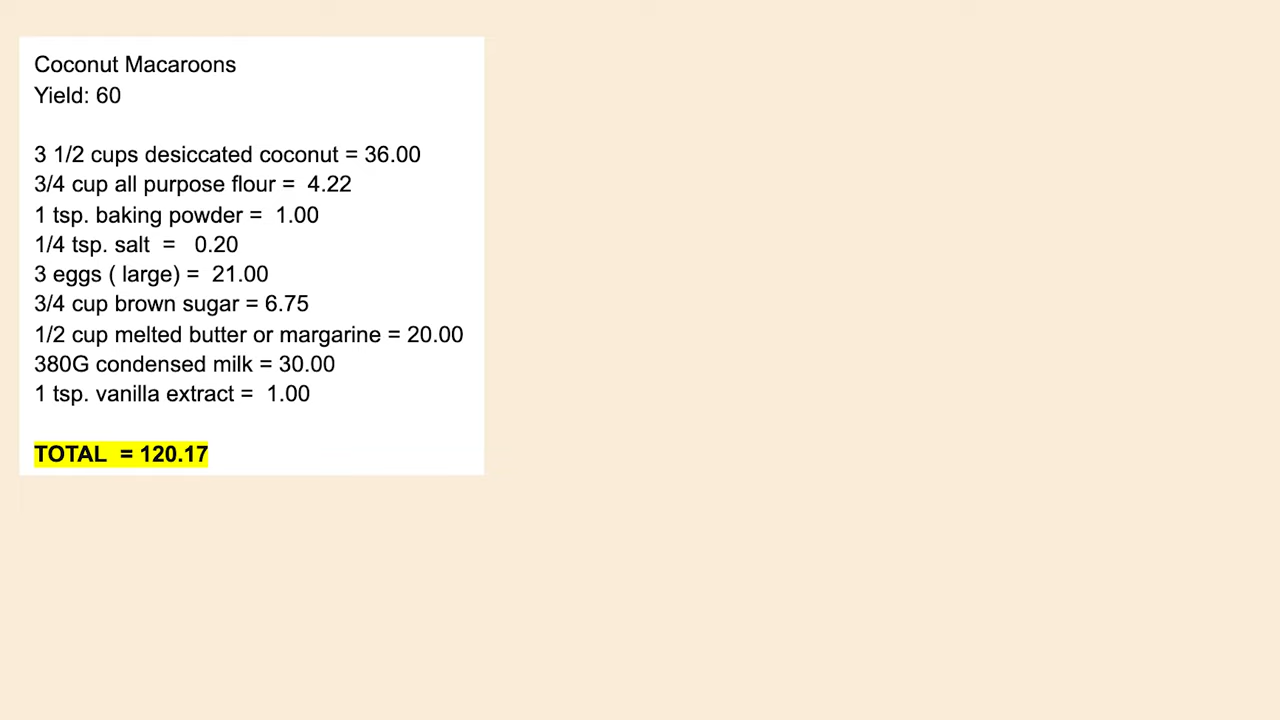 Coconut Macaroons
Yield: 60
3 1/2 cups desiccated coconut = 36.00
3/4 cup all purpose flour =  4.22
1 tsp. baking powder =  1.00
1/4 tsp. salt  =   0.20
3 eggs ( large) =  21.00
3/4 cup brown sugar = 6.75
1/2 cup melted butter or margarine = 20.00
380G condensed milk = 30.00
1 tsp. vanilla extract =  1.00
TOTAL  = 120.17